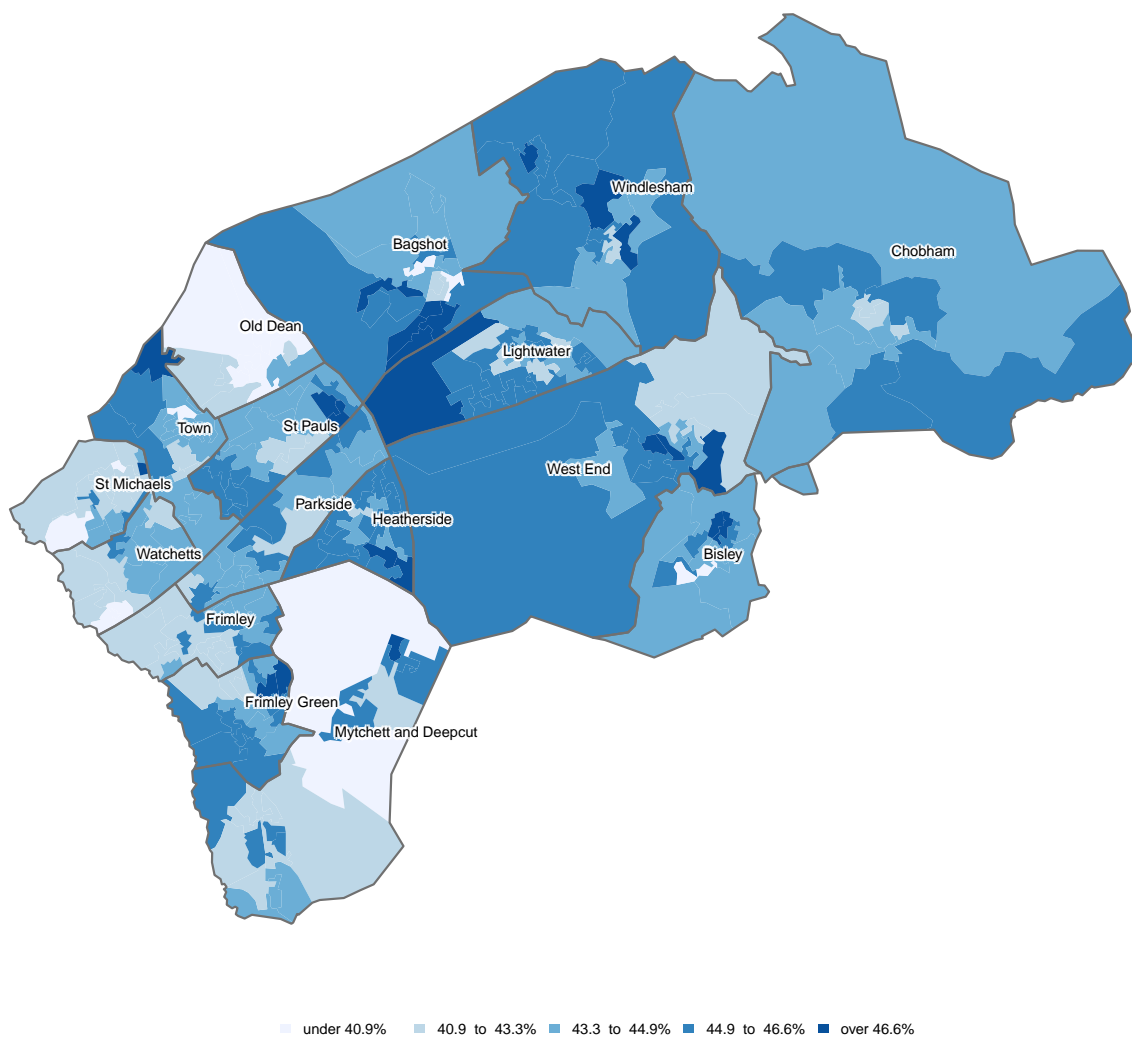 Windlesham
Bagshot
Chobham
Old Dean
Lightwater
Town
St Pauls
West End
St Michaels
Parkside
Heatherside
Watchetts
Bisley
Frimley
Frimley Green
Mytchett and Deepcut
under 40.9% 40.9 to 43.3% 43.3 to 44.9% 44.9 to 46.6% over 46.6%